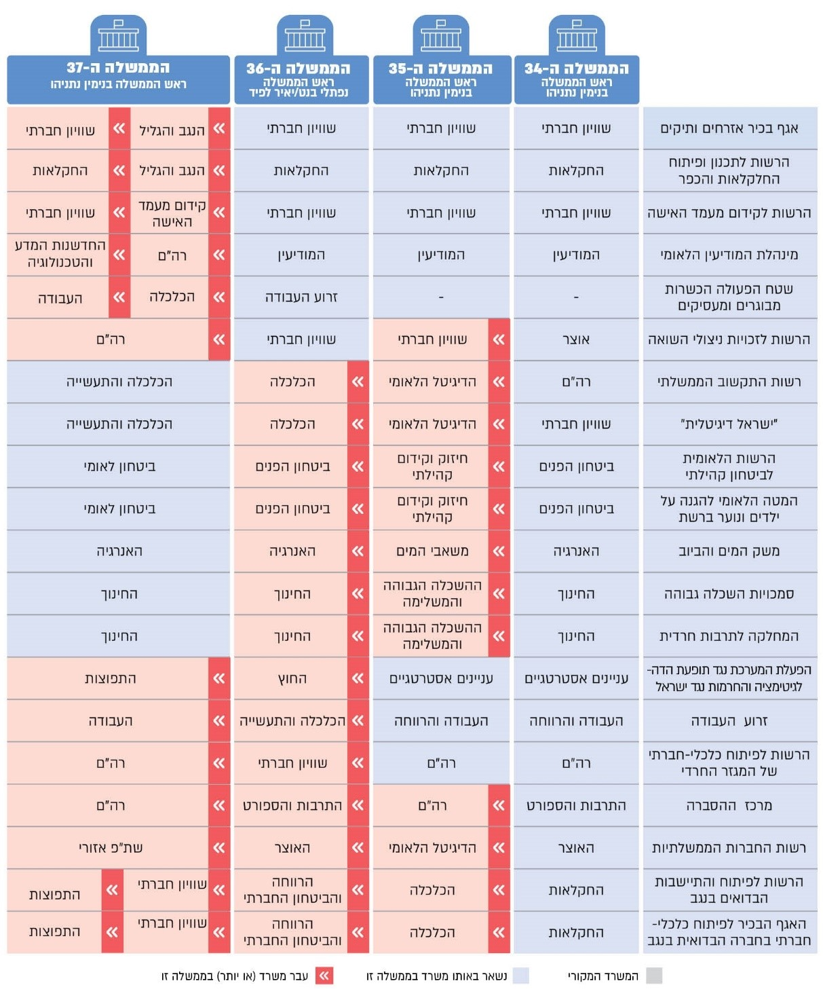 הממשלה ה-34
ראש הממשלה
בנימין נתניהו
הממשלה ה-35
ראש הממשלה
בנימין נתניהו
הממשלה ה-36
ראש הממשלה
נפתלי בנט/יאיר לפיד
הממשלה ה-37
ראש הממשלה בנימין נתניהו
אגף בכיר אזרחים ותיקים
שוויון חברתי
שוויון חברתי
שוויון חברתי
הנגב והגליל
שוויון חברתי
הרשות לתכנון ופיתוח
החלקלאות והכפר
החקלאות
החקלאות
החקלאות
הנגב והגליל
החקלאות
הרשות לקידום מעמד האישה
שוויון חברתי
שוויון חברתי
שוויון חברתי
קידום מעמד
האישה
שוויון חברתי
מינהלת המודיעין הלאומי
המודיעין
המודיעין
המודיעין
רה"ם
החדשנות המדע
והטכנולוגיה
שטח הפעולה הכשרות
מבוגרים ומעסיקים
-
-
זרוע העבודה
הכלכלה
העבודה
הרשות לזכויות ניצולי השואה
אוצר
שוויון חברתי
שוויון חברתי
רה"ם
רשות התקשוב הממשלתי
רה"ם
הדיגיטל הלאומי
הכלכלה
הכלכלה והתעשייה
"ישראל דיגיטלית"
שוויון חברתי
הדיגיטל הלאומי
הכלכלה
הכלכלה והתעשייה
הרשות הלאומית
לביטחון קהילתי
ביטחון הפנים
חיזוק וקידום
קהילתי
ביטחון הפנים
ביטחון לאומי
המטה הלאומי להגנה על
ילדים ונוער ברשת
ביטחון הפנים
חיזוק וקידום
קהילתי
ביטחון הפנים
ביטחון לאומי
משק המים והביוב
האנרגיה
משאבי המים
האנרגיה
האנרגיה
סמכויות השכלה גבוהה
החינוך
ההשכלה הגבוהה
והמשלימה
החינוך
החינוך
המחלקה לתרבות חרדית
החינוך
ההשכלה הגבוהה
והמשלימה
החינוך
החינוך
הפעלת המערכת נגד תופעת הדה-
לגיטימציה והחרמות נגד ישראל
עניינים אסטרטגיים
עניינים אסטרטגיים
החוץ
התפוצות
זרוע העבודה
העבודה והרווחה
העבודה והרווחה
הכלכלה והתעשייה
העבודה
הרשות לפיתוח כלכלי-חברתי
של המגזר החרדי
רה"ם
רה"ם
שוויון חברתי
רה"ם
מרכז ההסברה
התרבות והספורט
רה"ם
התרבות והספורט
רה"ם
רשות החברות הממשלתיות
האוצר
הדיגיטל הלאומי
האוצר
שת"פ אזורי
הרשות לפיתוח והתיישבות
הבדואים בנגב
החקלאות
הכלכלה
הרווחה
והביטחון החברתי
שוויון חברתי
התפוצות
האגף הבכיר לפיתוח כלכלי-
חברתי בחברה הבדואית בנגב
החקלאות
הכלכלה
הרווחה
והביטחון החברתי
שוויון חברתי
התפוצות
המשרד המקורי
נשאר באותו משרד בממשלה זו
עבר משרד (או יותר) בממשלה זו